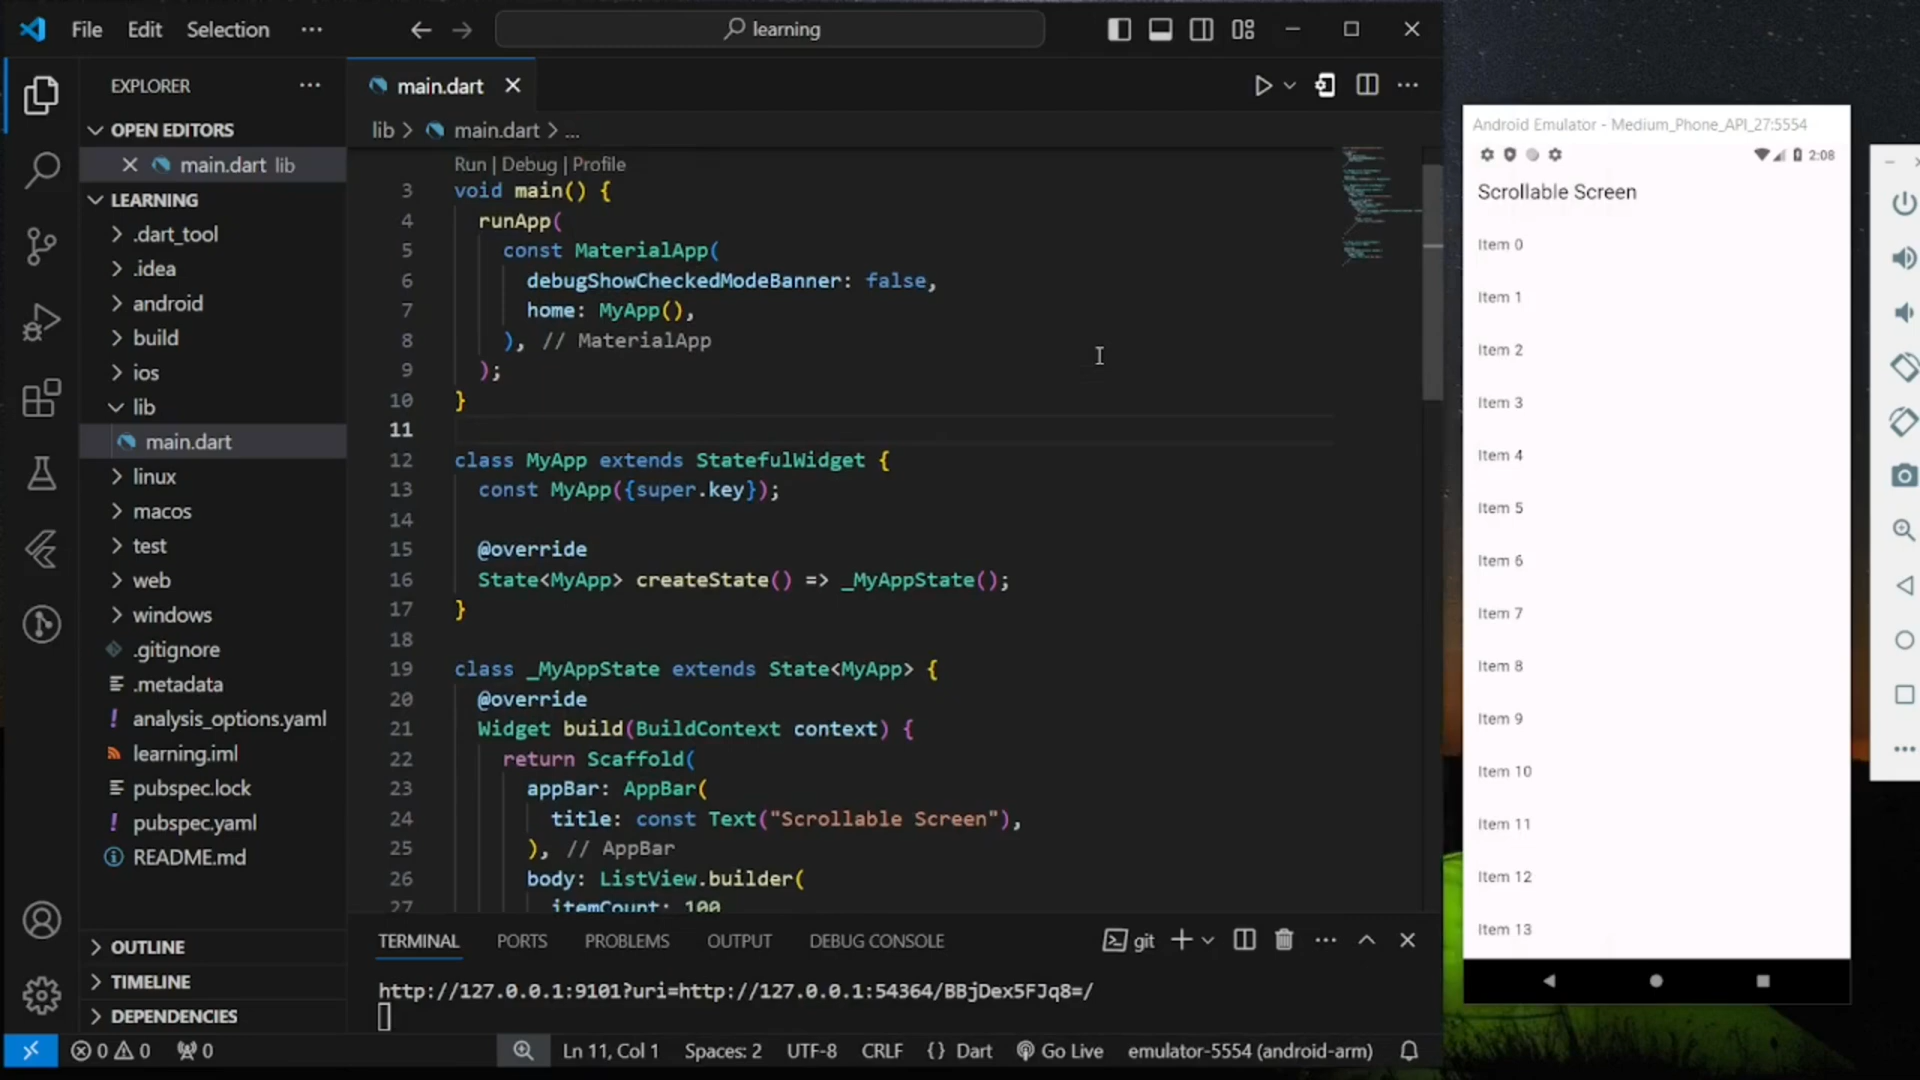 File Edit Selection ···
learning
EXPLORER ···
OPEN EDITORS
main.dart lib
LEARNING
.dart_tool
.idea
android
build
ios
lib
main.dart
linux
macos
test
web
windows
.gitignore
.metadata
! analysis_options.yaml
learning.iml
pubspec.lock
! pubspec.yaml
README.md
OUTLINE
TIMELINE
DEPENDENCIES
main.dart
lib > main.dart > ...
Run | Debug | Profile
3 void main() {
4 runApp(
5 const MaterialApp(
6 debugShowCheckedModeBanner: false,
7 home: MyApp(),
8 ), // MaterialApp
9 );
10 }
11
12 class MyApp extends StatefulWidget {
13 const MyApp({super.key});
14
15 @override
16 State<MyApp> createState() => _MyAppState();
17 }
18
19 class _MyAppState extends State<MyApp> {
20 @override
21 Widget build(BuildContext context) {
22 return Scaffold(
23 appBar: AppBar(
24 title: const Text("Scrollable Screen"),
25 ), // AppBar
26 body: ListView.builder(
27 itemCount: 100
TERMINAL PORTS PROBLEMS OUTPUT DEBUG CONSOLE git
http://127.0.0.1:9101?uri=http://127.0.0.1:54364/BBjDex5FJq8=/
0 0 0 Ln 11, Col 1 Spaces: 2 UTF-8 CRLF {} Dart Go Live emulator-5554 (android-arm)
Android Emulator - Medium_Phone_API_27:5554
2:08
Scrollable Screen
Item 0
Item 1
Item 2
Item 3
Item 4
Item 5
Item 6
Item 7
Item 8
Item 9
Item 10
Item 11
Item 12
Item 13